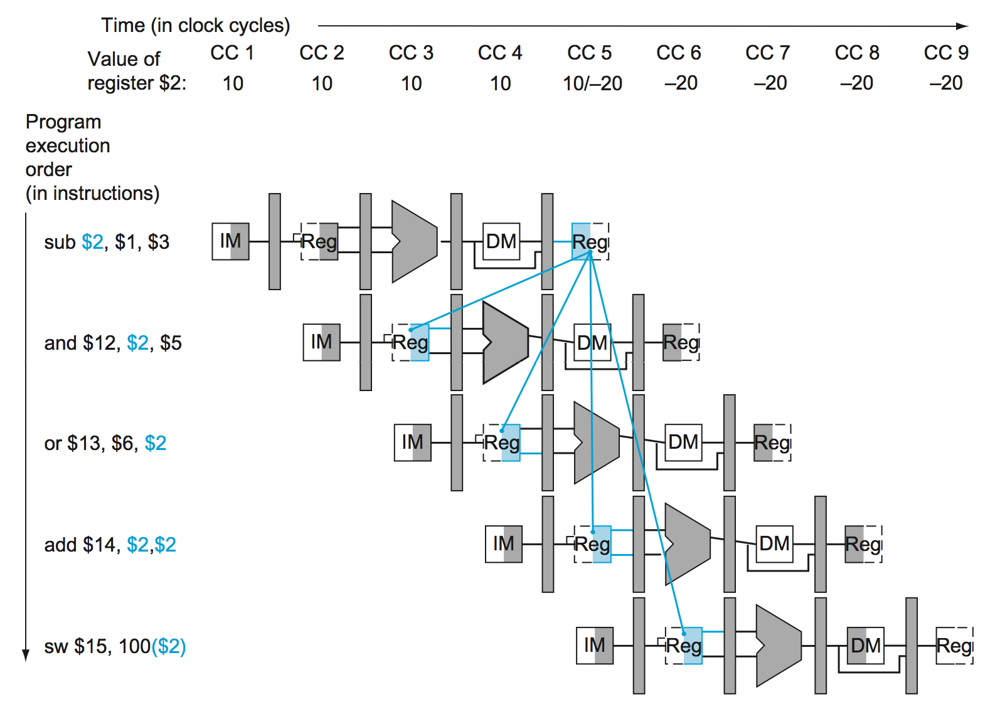 Time (in clock cycles)
CC 1 CC 2 CC 3 CC 4 CC 5 CC 6 CC 7 CC 8 CC 9
Value of
register $2: 10 10 10 10 10/–20 –20 –20 –20 –20
Program
execution
order
(in instructions)
sub $2, $1, $3 IM Reg DM Reg
and $12, $2, $5 IM Reg DM Reg
or $13, $6, $2 IM Reg DM Reg
add $14, $2,$2 IM Reg DM Reg
sw $15, 100($2) IM Reg DM Reg